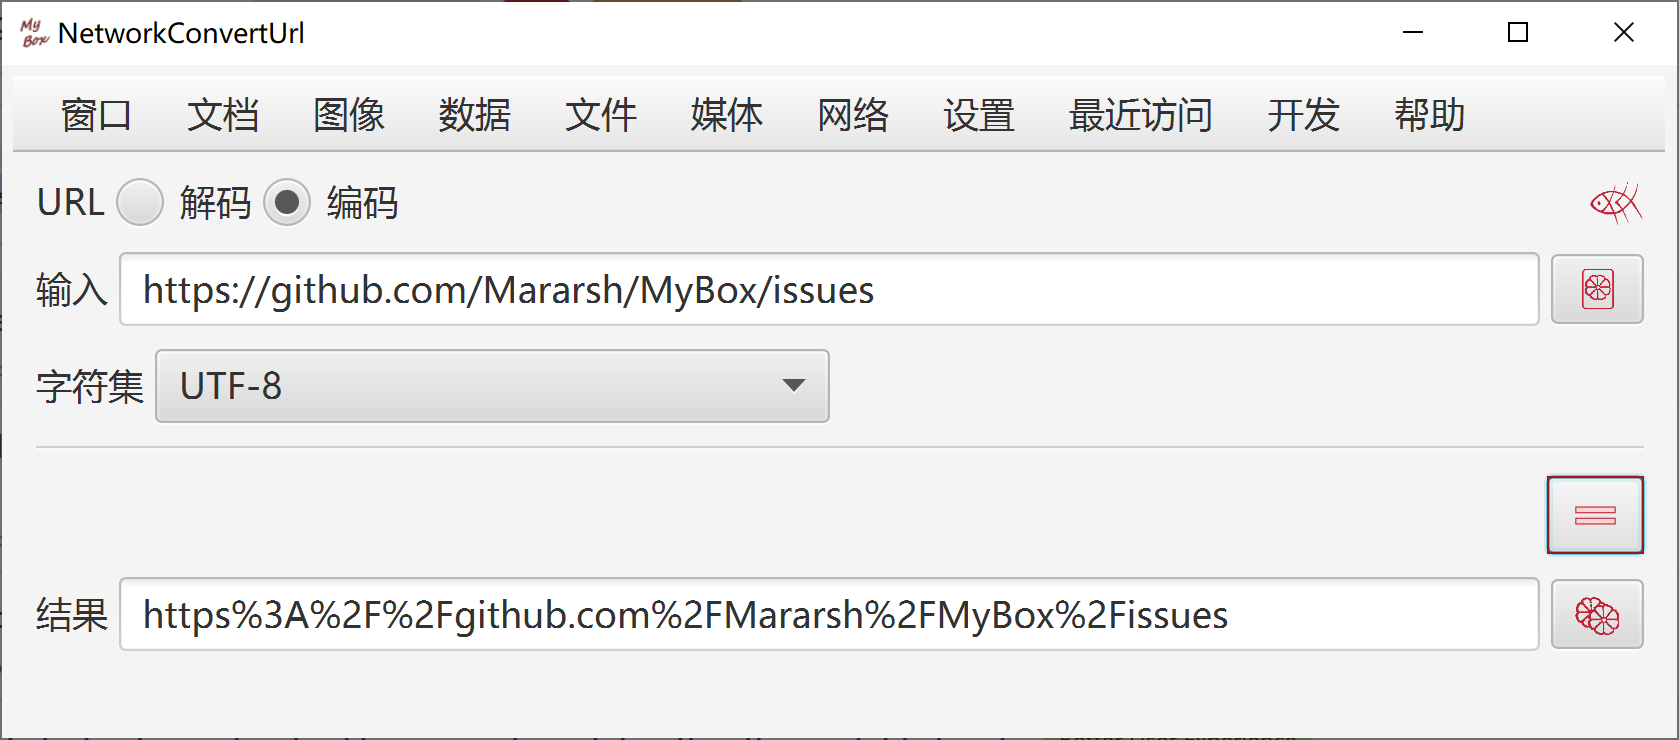 My Box NetworkConvertUrl
窗口 文档 图像 数据 文件 媒体 网络 设置 最近访问 开发 帮助
URL 解码 编码
输入 https://github.com/Mararsh/MyBox/issues
字符集 UTF-8
结果 https%3A%2F%2Fgithub.com%2FMararsh%2FMyBox%2Fissues